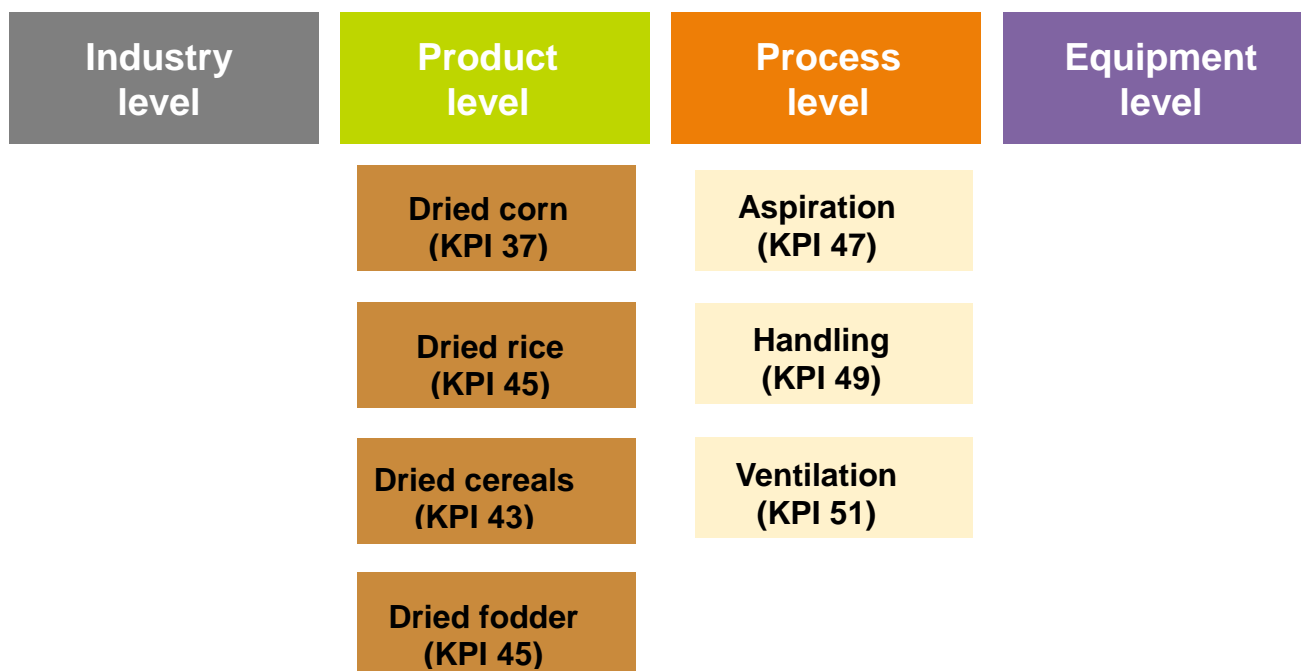 Industry
level
Product
level
Process
level
Equipment
level
Dried corn
(KPI 37)
Aspiration
(KPI 47)
Dried rice
(KPI 45)
Handling
(KPI 49)
Dried cereals
(KPI 43)
Ventilation
(KPI 51)
Dried fodder
(KPI 45)